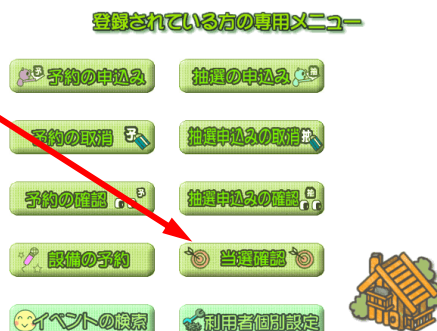 登録されている方の専用メニュー
予約の申込み 抽選の申込み
予約の取消 抽選申込みの取消
予約の確認 抽選申込みの確認
設備の予約 当選確認
イベントの検索 利用者個別設定